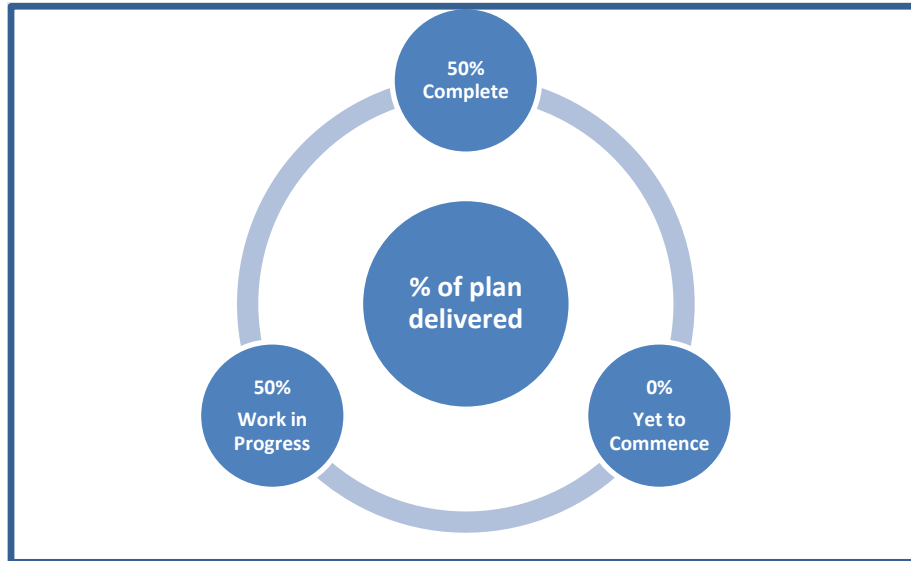 50%
Complete
% of plan
delivered
50%
Work in
Progress
0%
Yet to
Commence